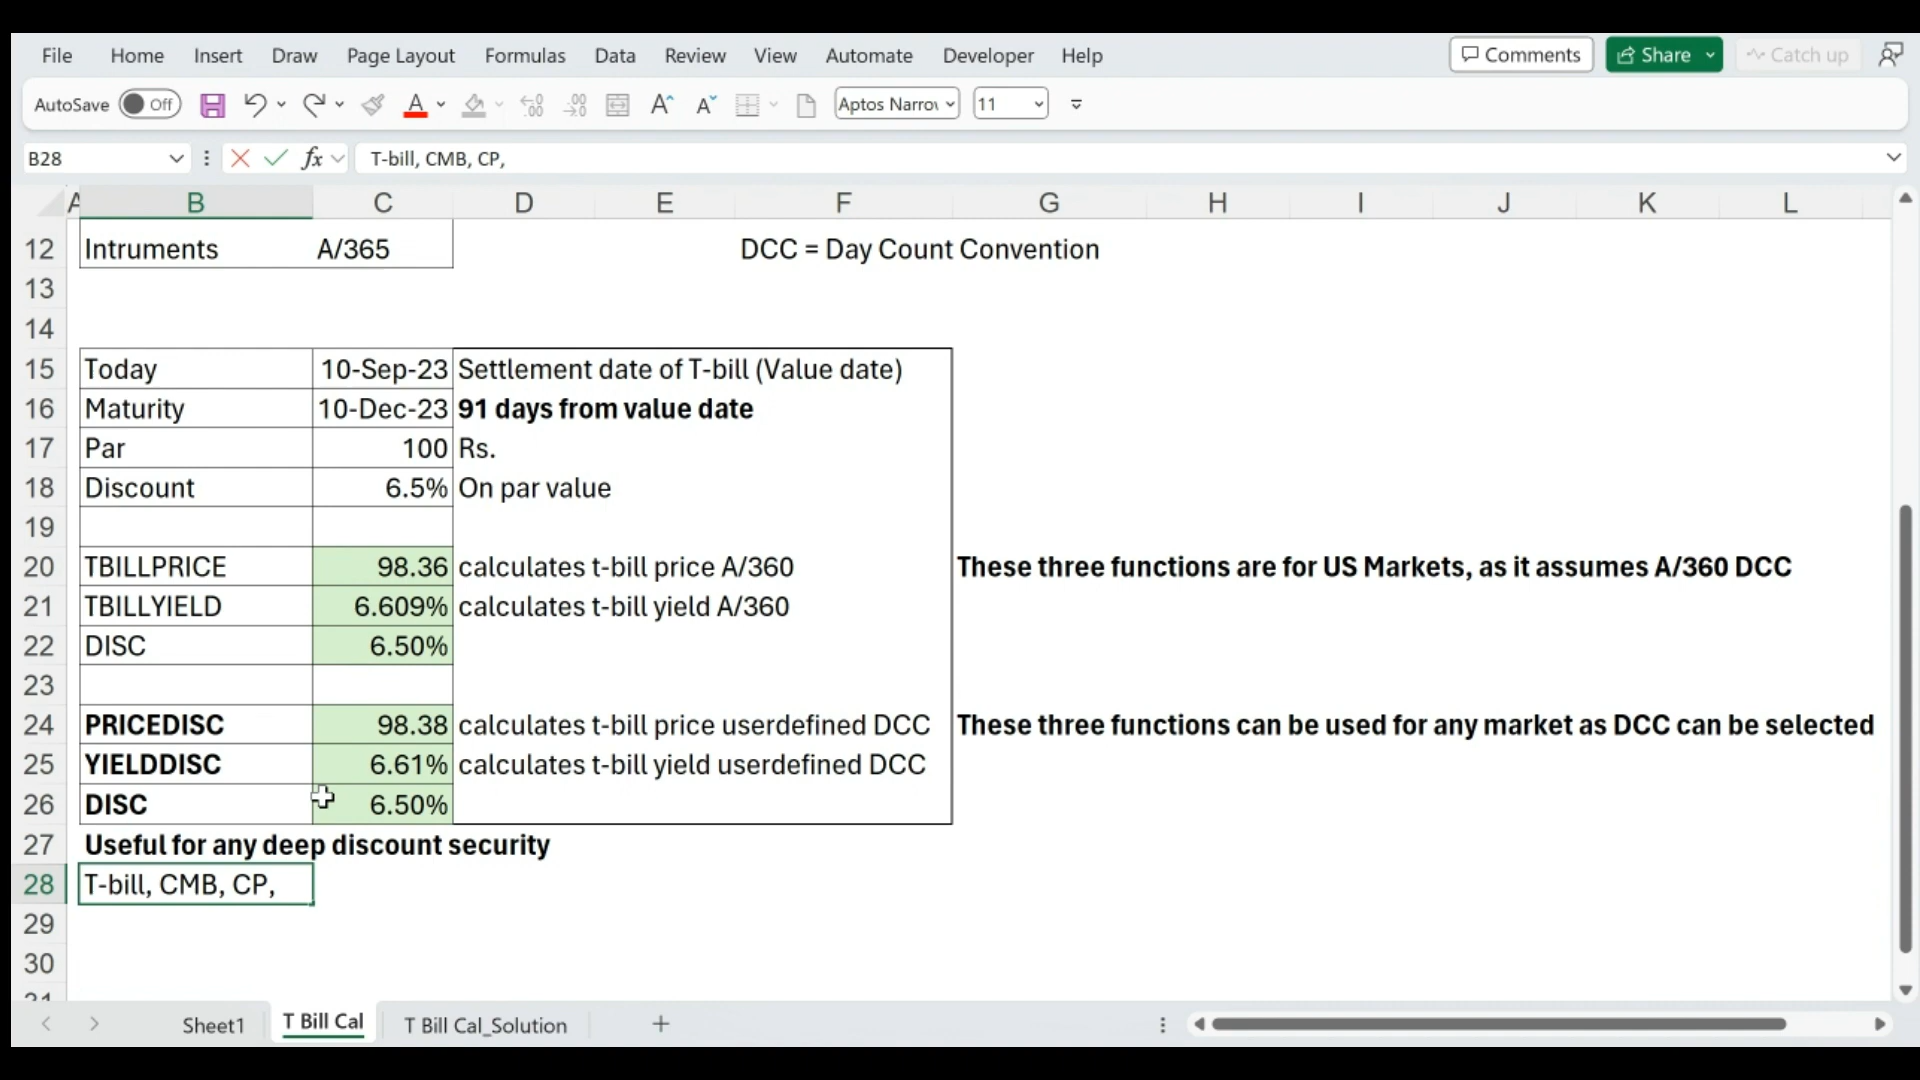 File Home Insert Draw Page Layout Formulas Data Review View Automate Developer Help Comments Share Catch up
AutoSave Off A A A Aptos Narrov 11
B28 fx T-bill, CMB, CP,
A B C D E F G H I J K L
12 Intruments A/365 DCC = Day Count Convention
13
14
15 Today 10-Sep-23 Settlement date of T-bill (Value date)
16 Maturity 10-Dec-23 91 days from value date
17 Par 100 Rs.
18 Discount 6.5% On par value
19
20 TBILLPRICE 98.36 calculates t-bill price A/360 These three functions are for US Markets, as it assumes A/360 DCC
21 TBILLYIELD 6.609% calculates t-bill yield A/360
22 DISC 6.50%
23
24 PRICEDISC 98.38 calculates t-bill price userdefined DCC These three functions can be used for any market as DCC can be selected
25 YIELDDISC 6.61% calculates t-bill yield userdefined DCC
26 DISC 6.50%
27 Useful for any deep discount security
28 T-bill, CMB, CP,
29
30
31
Sheet1 T Bill Cal T Bill Cal_Solution